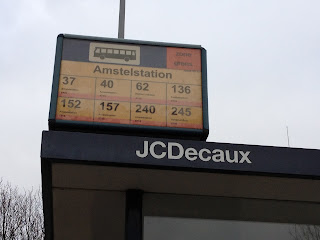 Amstelstation
37 40 62 136
152 157 240 245
JCDecaux